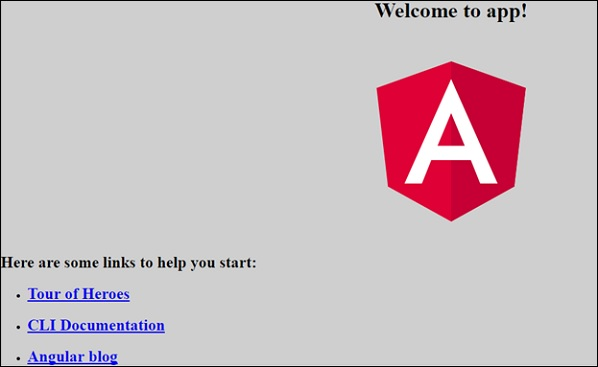 Welcome to app!
A
Here are some links to help you start:
Tour of Heroes
CLI Documentation
Angular blog